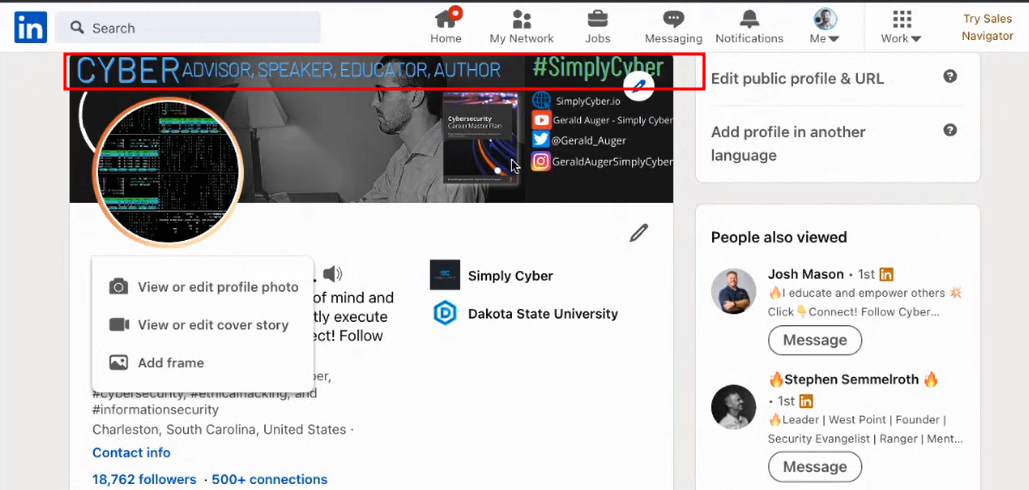 in
Search
Home
My Network
Jobs
Messaging
Notifications
Me
Work
Try Sales
Navigator
CYBER ADVISOR, SPEAKER, EDUCATOR, AUTHOR
#SimplyCyber
SimplyCyber.io
Gerald Auger - Simply Cyber
@Gerald_Auger
GeraldAugerSimplyCyber
Cybersecurity
Career Master Plan
View or edit profile photo
View or edit cover story
Add frame
of mind and
tly execute
ect! Follow
ber,
#cybersecurity, #ethicalhacking, and
#informationsecurity
Charleston, South Carolina, United States ·
Contact info
18,762 followers · 500+ connections
Simply Cyber
Dakota State University
Edit public profile & URL
Add profile in another
language
People also viewed
Josh Mason · 1st in
🔥I educate and empower others 💥
Click 👇Connect! Follow Cyber...
Message
🔥Stephen Semmelroth 🔥
· 1st in
🔥Leader | West Point | Founder |
Security Evangelist | Ranger | Ment...
Message